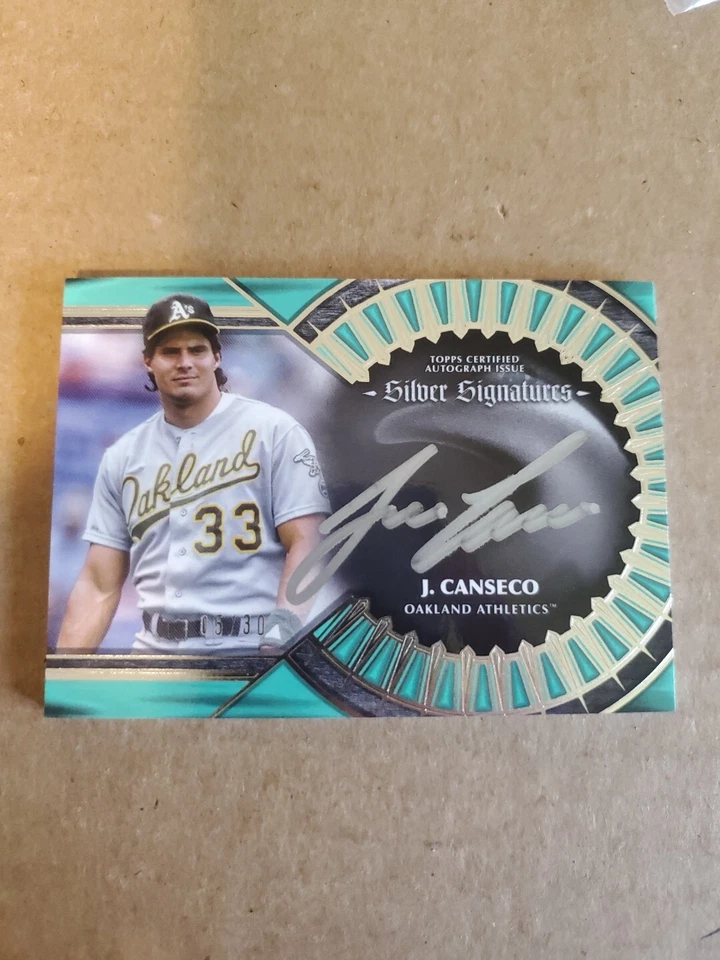 A's
Oakland
33
TOPPS CERTIFIED
AUTOGRAPH ISSUE
- Silver Signatures -
J. CANSECO
OAKLAND ATHLETICS™
05/30